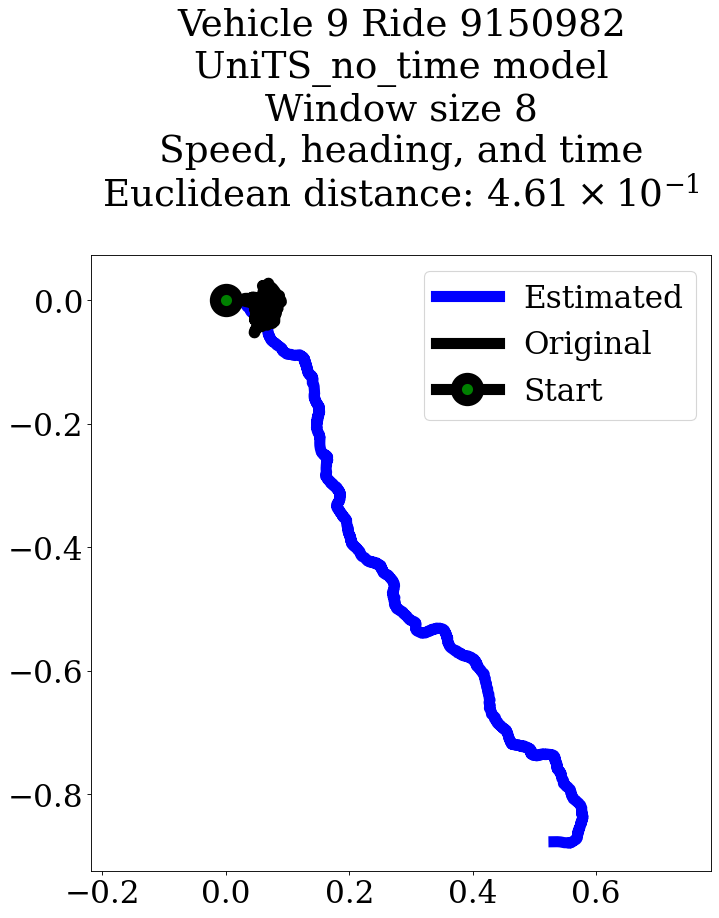 Vehicle 9 Ride 9150982
UniTS_no_time model
Window size 8
Speed, heading, and time
Euclidean distance: 4.61 × 10⁻¹
Estimated
Original
Start
0.0
−0.2
−0.4
−0.6
−0.8
−0.2 0.0 0.2 0.4 0.6